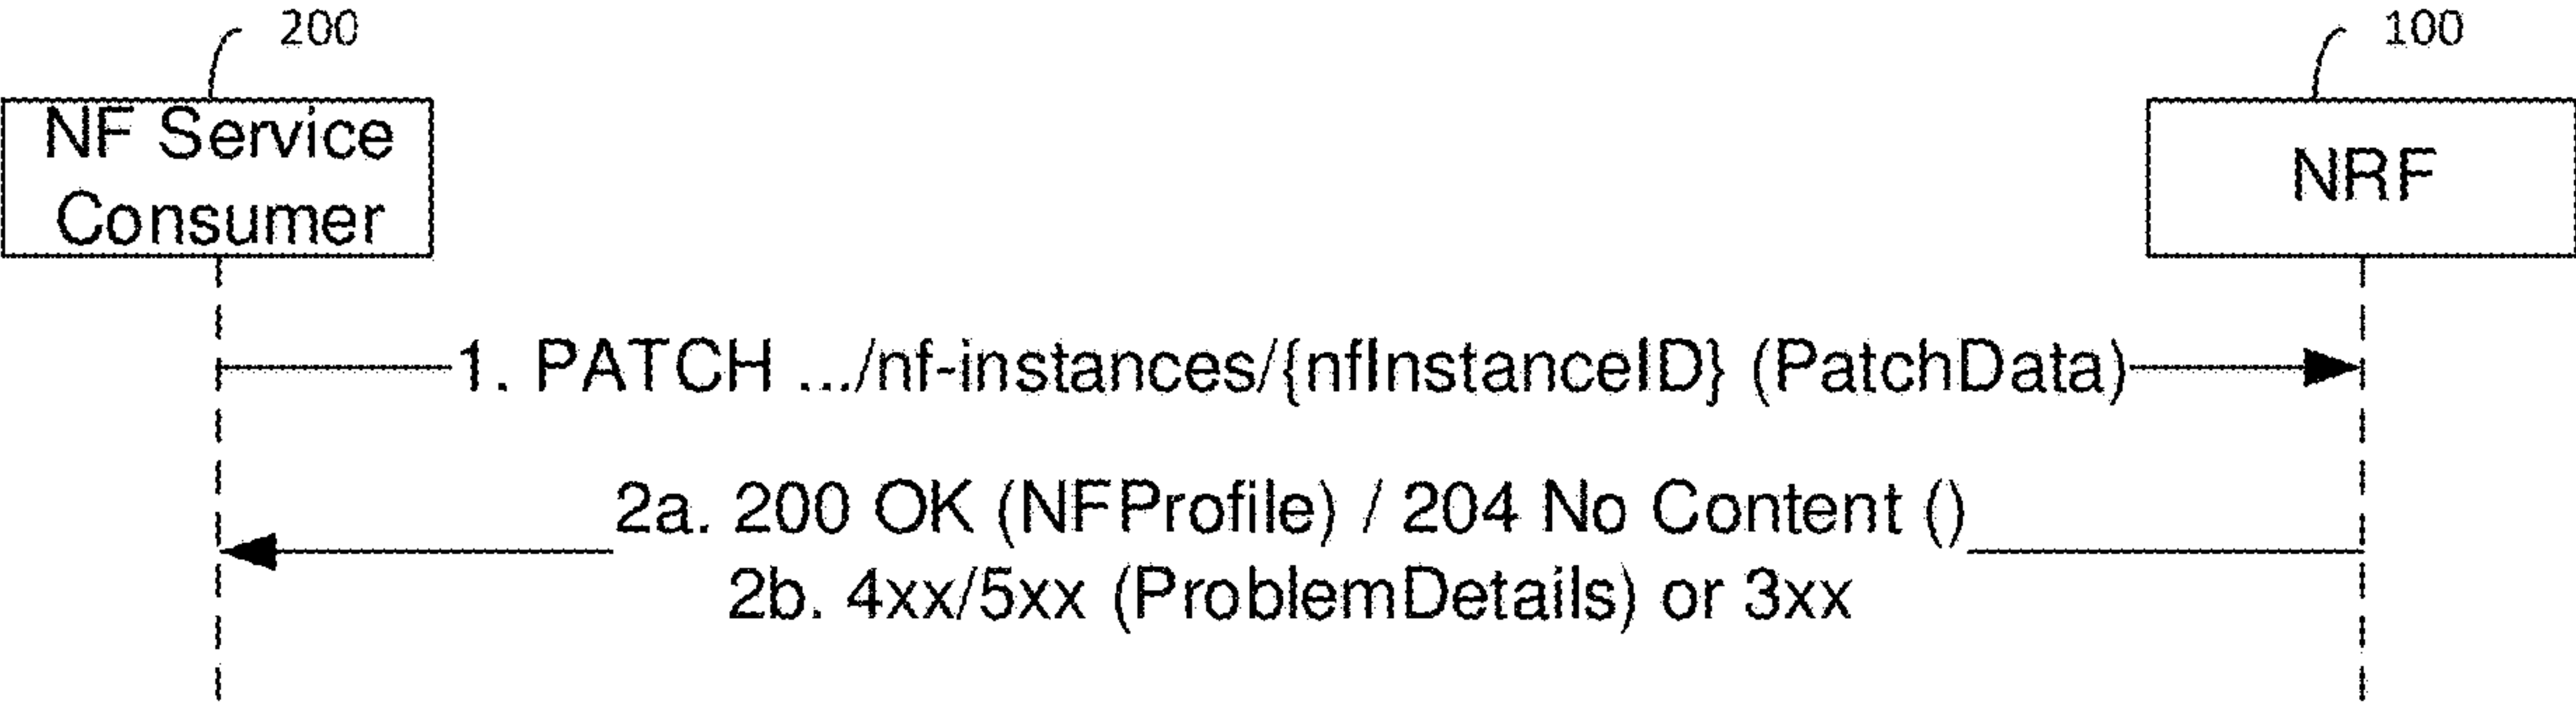 200
100
NF Service
Consumer
NRF
1. PATCH .../nf-instances/{nfInstanceID} (PatchData)
2a. 200 OK (NFProfile) / 204 No Content ()
2b. 4xx/5xx (ProblemDetails) or 3xx